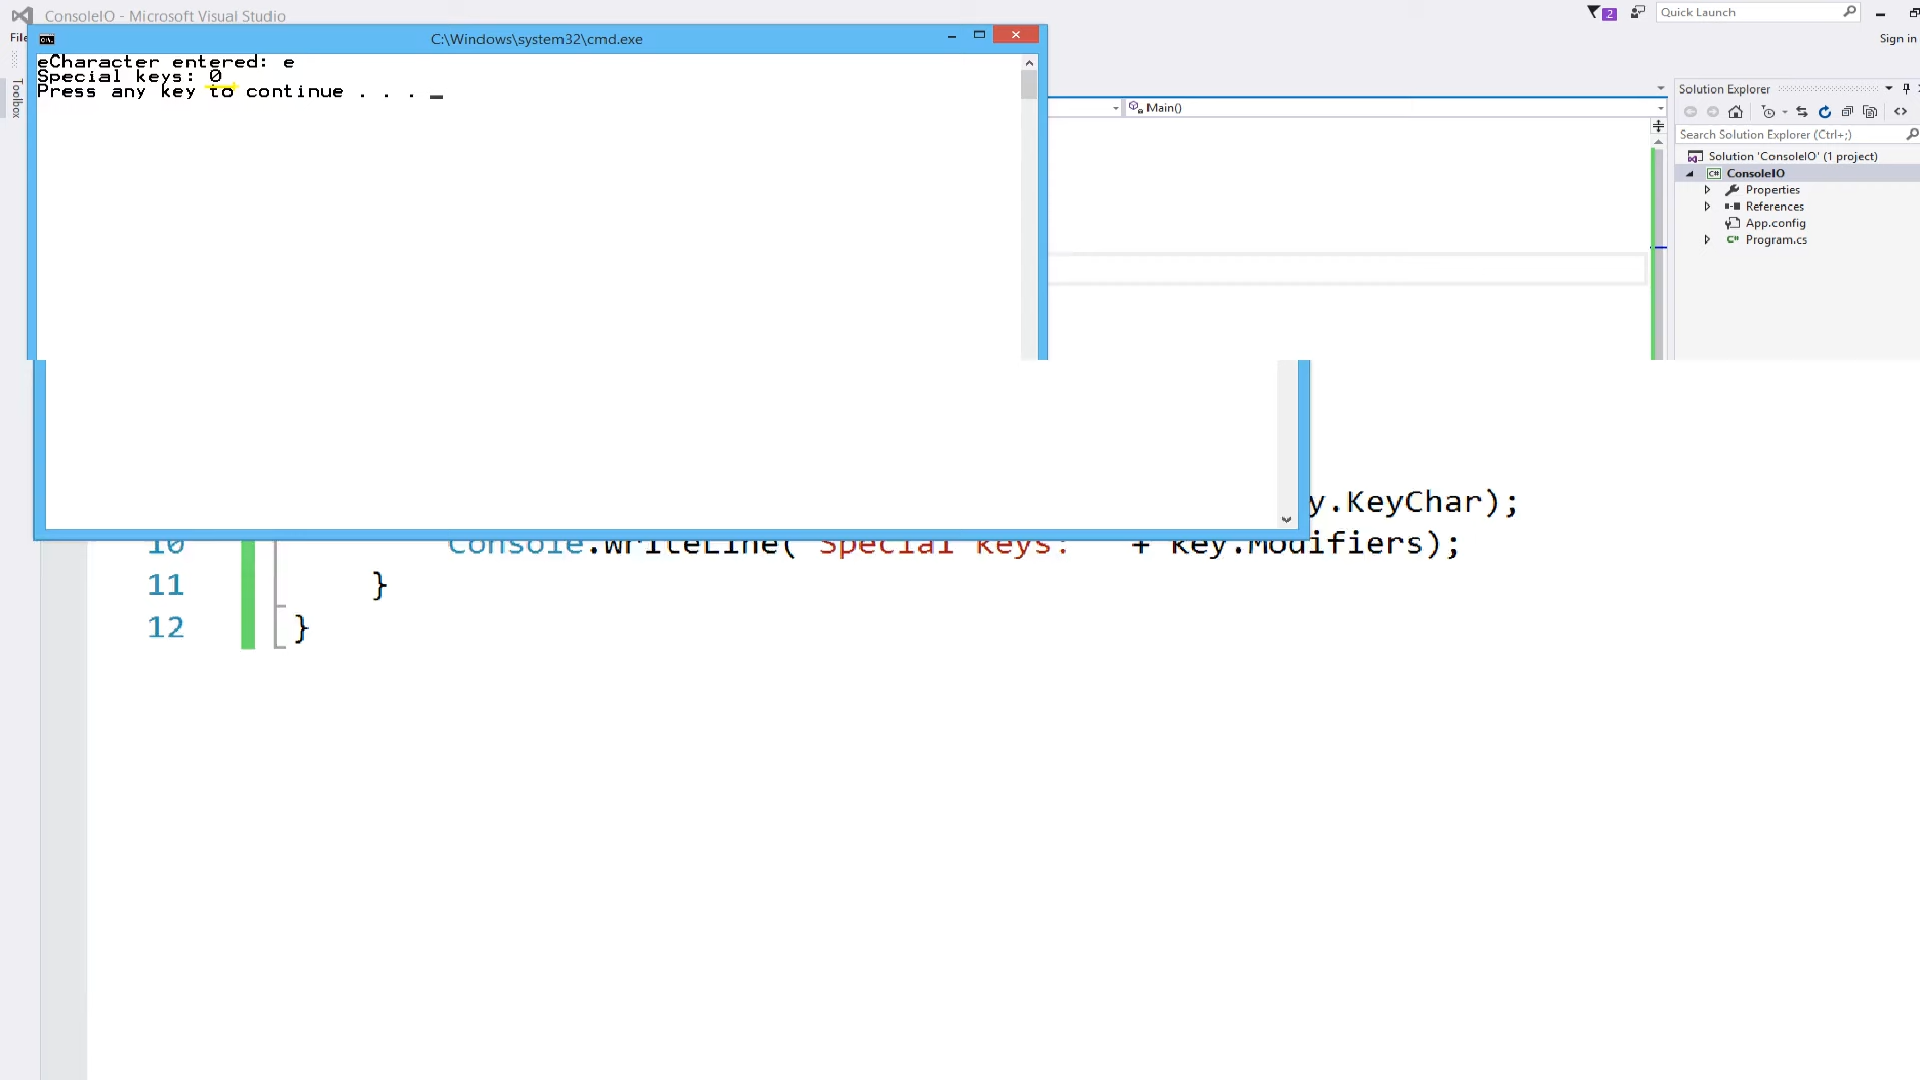 ConsoleIO - Microsoft Visual Studio
2
Quick Launch
Sign in
C:\Windows\system32\cmd.exe
eCharacter entered: e
Special keys: 0
Press any key to continue . . . _
Toolbox
Main()
Solution Explorer
Search Solution Explorer (Ctrl+;)
Solution 'ConsoleIO' (1 project)
C# ConsoleIO
Properties
References
App.config
C# Program.cs
y.KeyChar);
10 Console.WriteLine("Special keys: " + key.Modifiers);
11 }
12 }